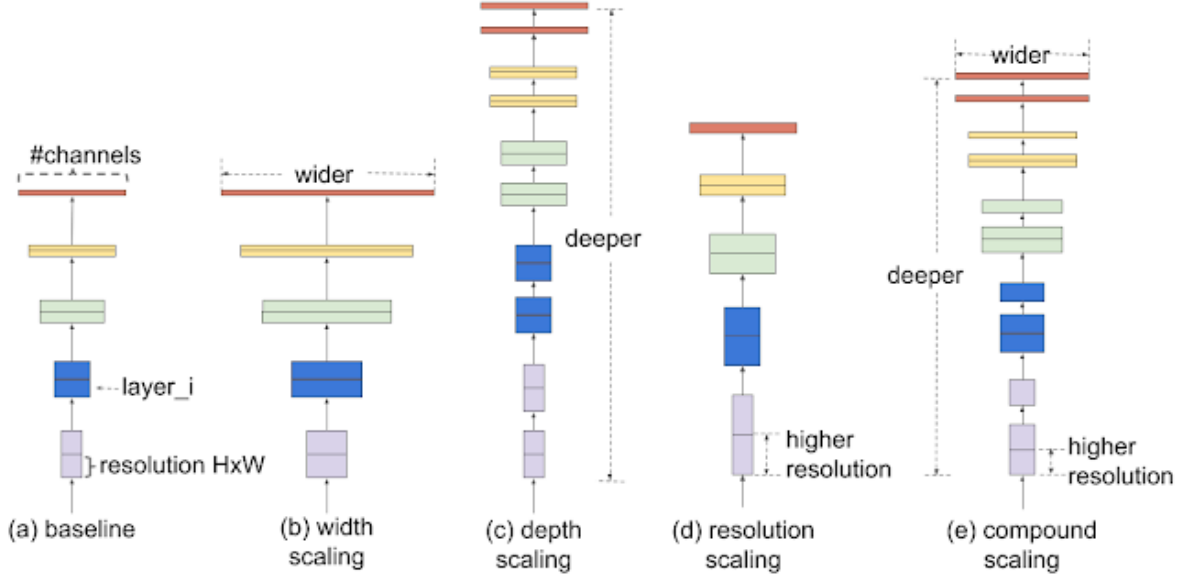 #channels
layer_i
resolution HxW
(a) baseline
wider
(b) width
scaling
deeper
(c) depth
scaling
higher
resolution
(d) resolution
scaling
wider
deeper
higher
resolution
(e) compound
scaling